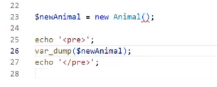 22
23 $newAnimal = new Animal();
24
25 echo '<pre>';
26 var_dump($newAnimal);
27 echo '</pre>';
28